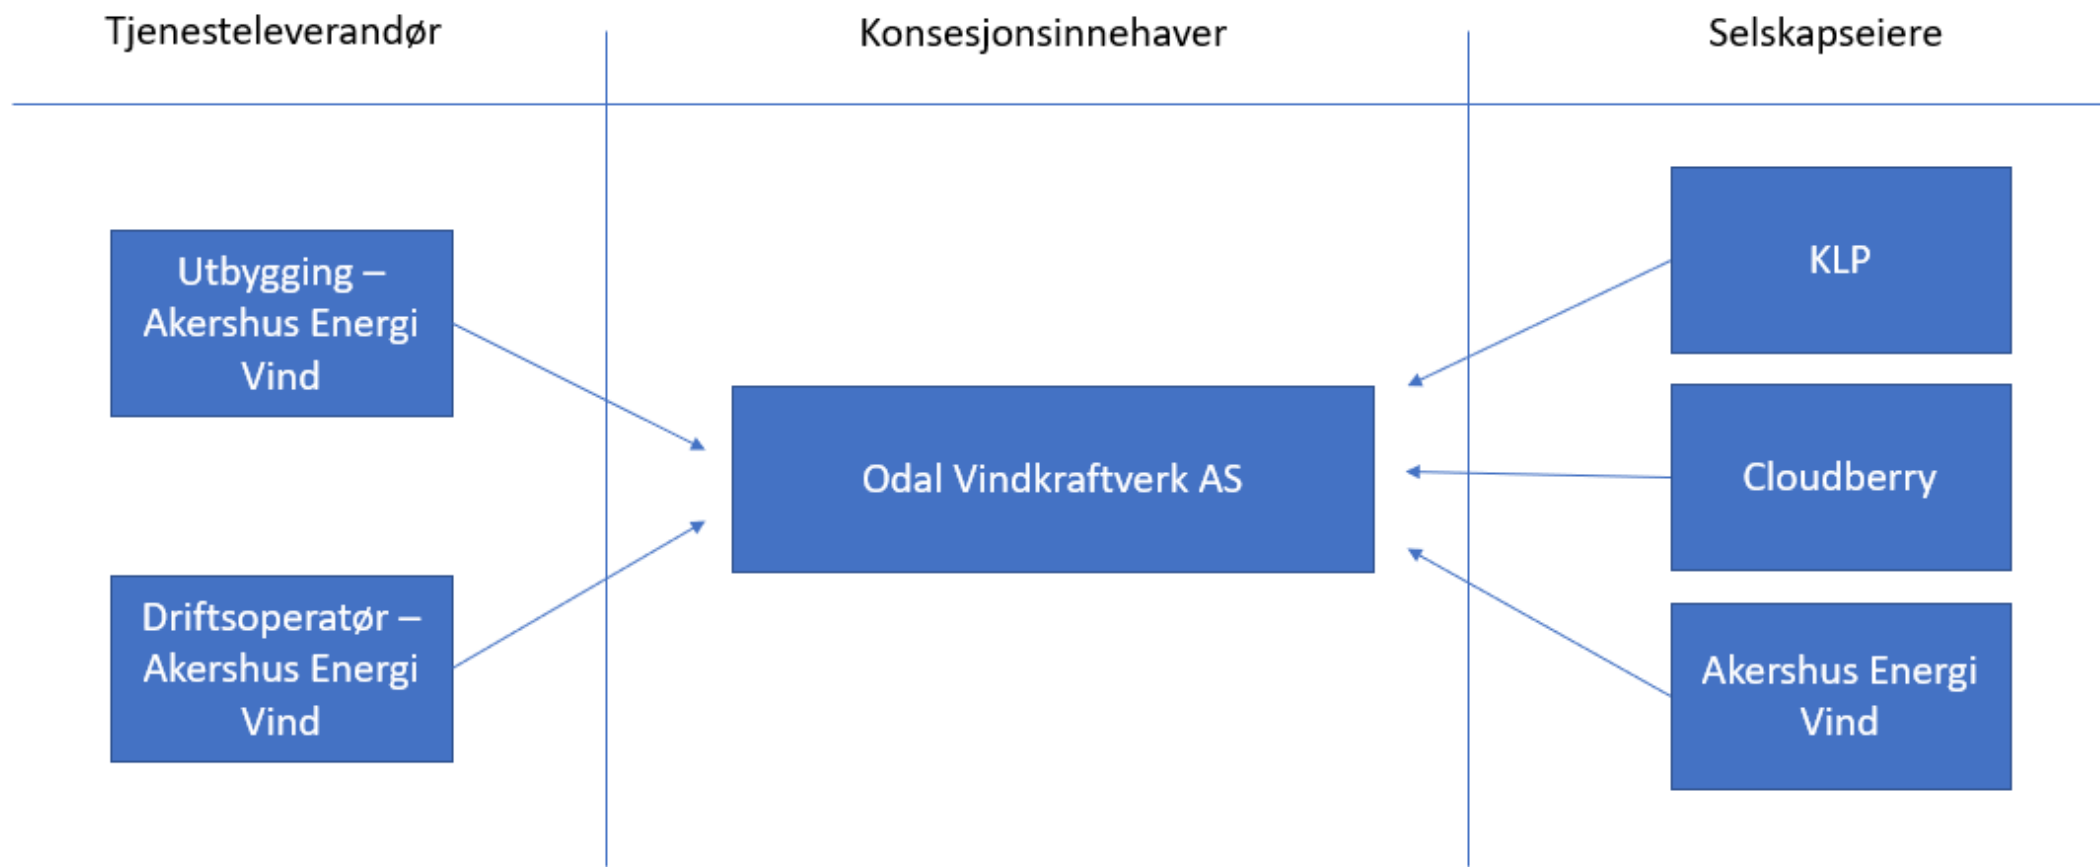 Tjenesteleverandør
Konsesjonsinnehaver
Selskapseiere
Utbygging –
Akershus Energi
Vind
Driftsoperatør –
Akershus Energi
Vind
Odal Vindkraftverk AS
KLP
Cloudberry
Akershus Energi
Vind